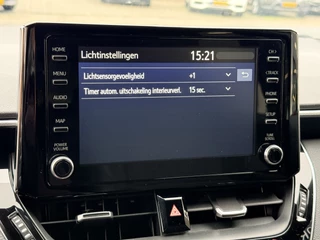 Lichtinstellingen 15:21
Lichtsensorgevoeligheid +1
Timer autom. uitschakeling interieurverl. 15 sec.
HOME
MENU
AUDIO
MAP
POWER
VOLUME
CH >
< TRACK
PHONE
SETUP
TUNE
SCROLL